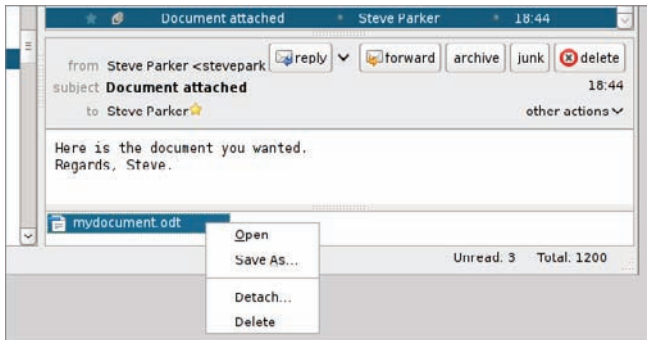 Document attached Steve Parker 18:44
from Steve Parker <stevepark reply forward archive junk delete
subject Document attached 18:44
to Steve Parker other actions
Here is the document you wanted.
Regards, Steve.
mydocument.odt
Open
Save As...
Unread: 3 Total: 1200
Detach...
Delete